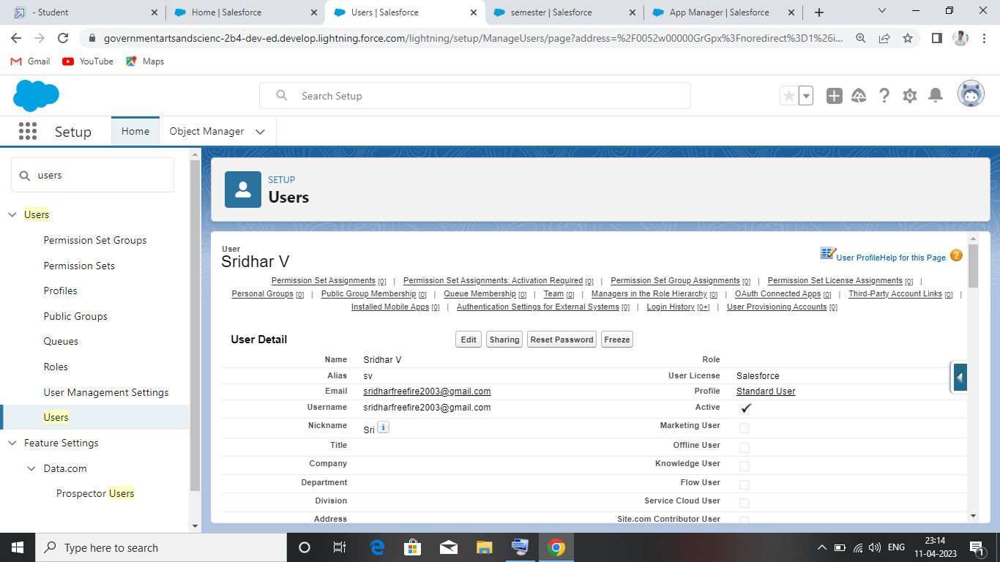 - Student
Home | Salesforce
Users | Salesforce
semester | Salesforce
App Manager | Salesforce
governmentartsandscienc-2b4-dev-ed.develop.lightning.force.com/lightning/setup/ManageUsers/page?address=%2F0052w00000GrGpx%3Fnoredirect%3D1%26i...
Gmail YouTube Maps
Search Setup
Setup Home Object Manager
users
Users
Permission Set Groups
Permission Sets
Profiles
Public Groups
Queues
Roles
User Management Settings
Users
Feature Settings
Data.com
Prospector Users
SETUP
Users
User
Sridhar V
User Profile Help for this Page ?
Permission Set Assignments [0] | Permission Set Assignments: Activation Required [0] | Permission Set Group Assignments [0] | Permission Set License Assignments [0] |
Personal Groups [0] | Public Group Membership [0] | Queue Membership [0] | Team [0] | Managers in the Role Hierarchy [0] | OAuth Connected Apps [0] | Third-Party Account Links [0] |
Installed Mobile Apps [0] | Authentication Settings for External Systems [0] | Login History [0+] | User Provisioning Accounts [0]
User Detail Edit Sharing Reset Password Freeze
Name Sridhar V Role
Alias sv User License Salesforce
Email sridharfreefire2003@gmail.com Profile Standard User
Username sridharfreefire2003@gmail.com Active
Nickname Sri i Marketing User
Title Offline User
Company Knowledge User
Department Flow User
Division Service Cloud User
Address Site.com Contributor User
Type here to search
ENG
23:14
11-04-2023
1